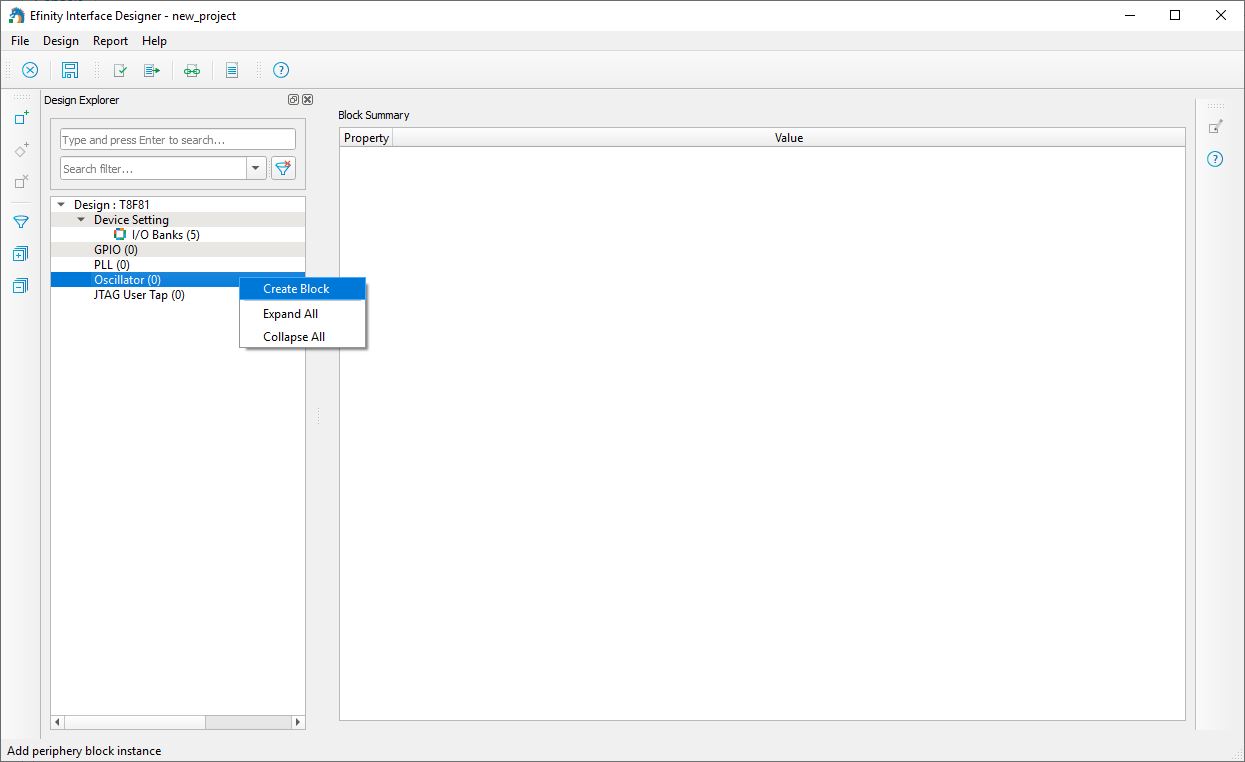 Efinity Interface Designer - new_project
File Design Report Help
Design Explorer
Type and press Enter to search...
Search filter...
Design : T8F81
Device Setting
I/O Banks (5)
GPIO (0)
PLL (0)
Oscillator (0)
JTAG User Tap (0)
Create Block
Expand All
Collapse All
Block Summary
Property Value
Add periphery block instance